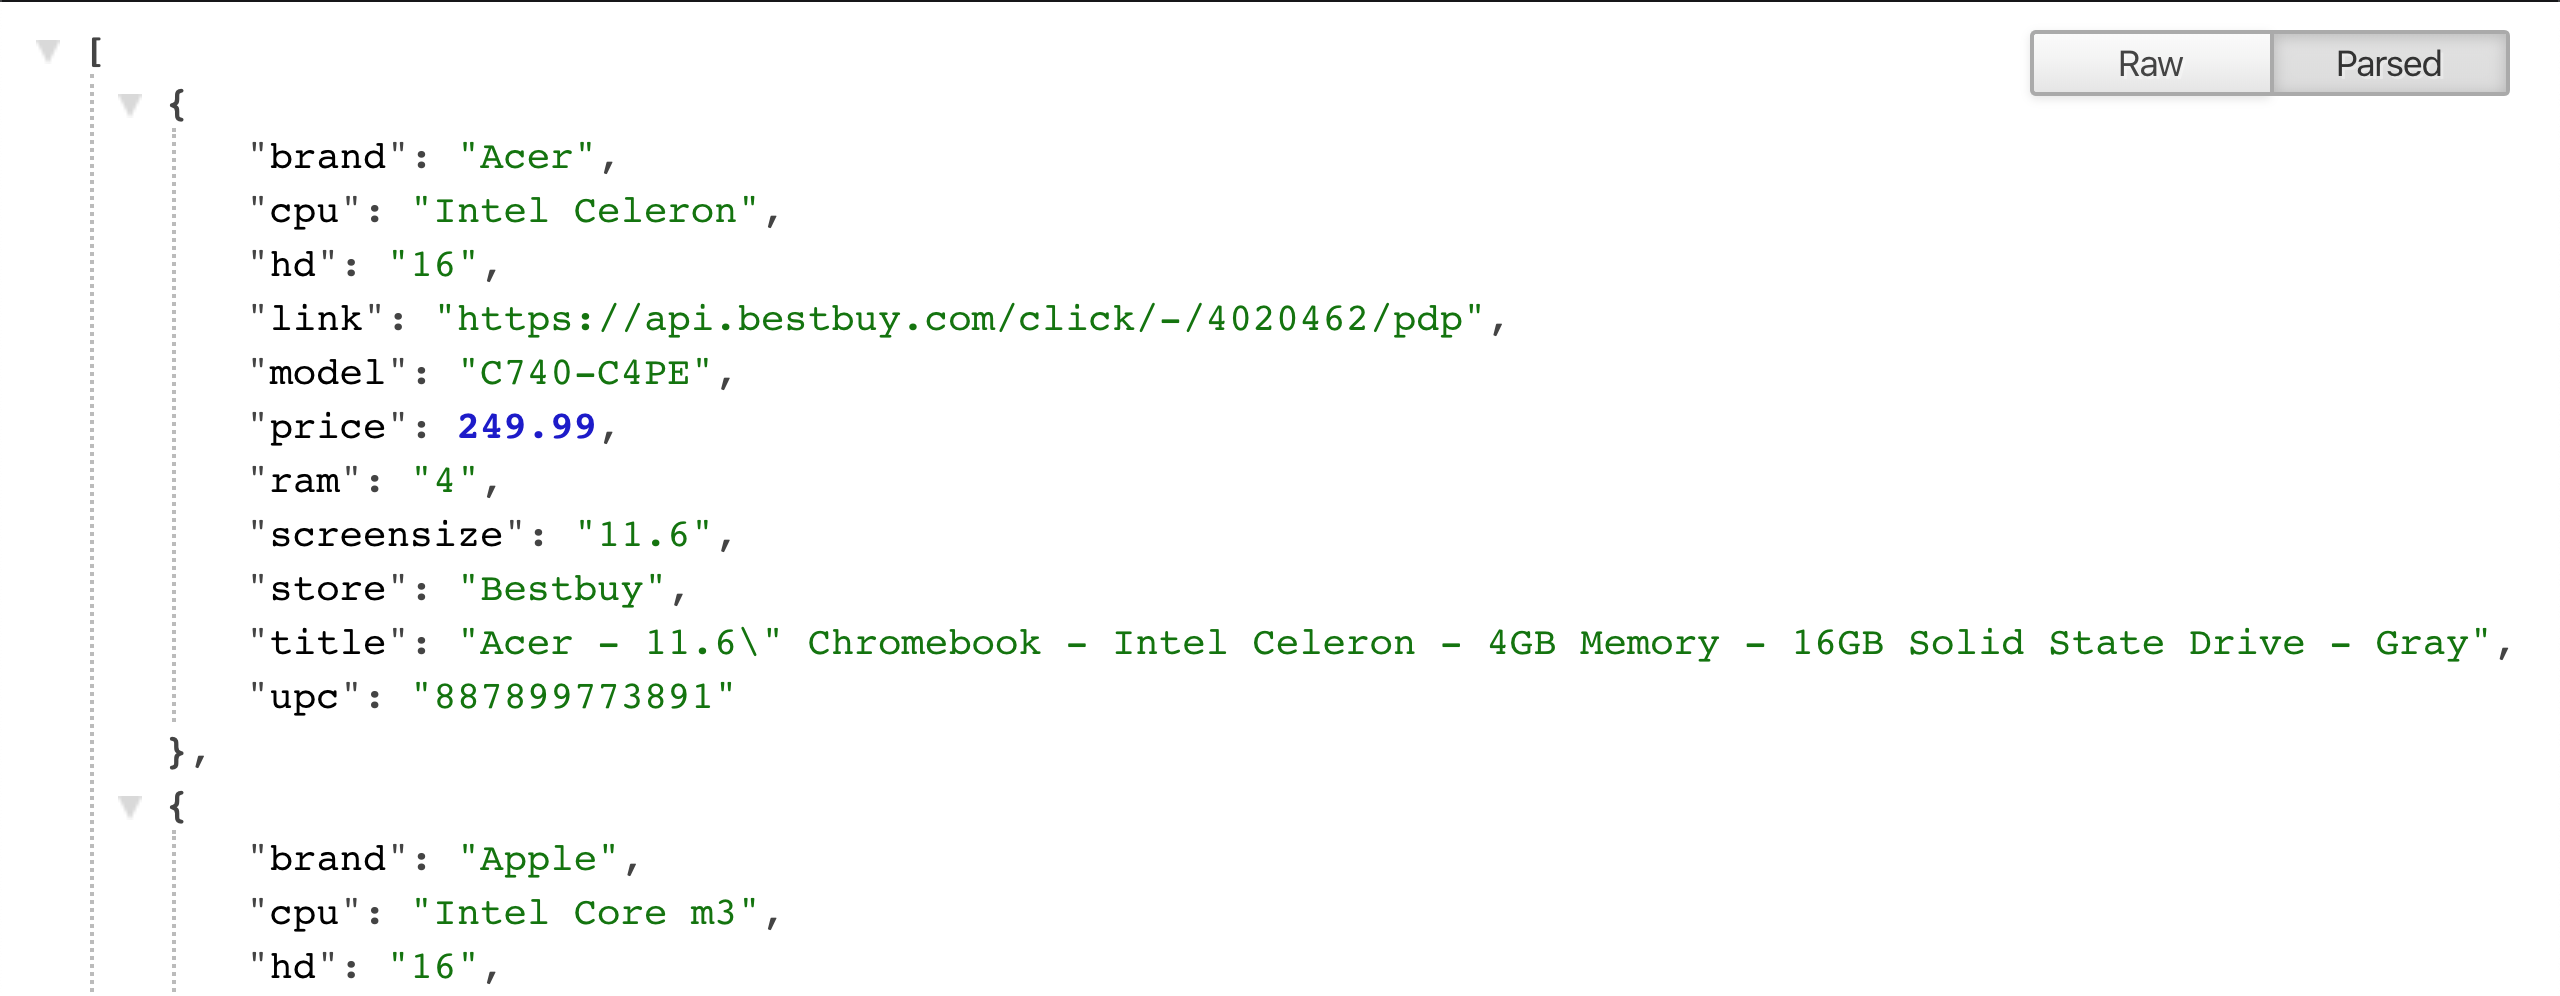 [
Raw Parsed
{
"brand": "Acer",
"cpu": "Intel Celeron",
"hd": "16",
"link": "https://api.bestbuy.com/click/-/4020462/pdp",
"model": "C740-C4PE",
"price": 249.99,
"ram": "4",
"screensize": "11.6",
"store": "Bestbuy",
"title": "Acer - 11.6\" Chromebook - Intel Celeron - 4GB Memory - 16GB Solid State Drive - Gray",
"upc": "887899773891"
},
{
"brand": "Apple",
"cpu": "Intel Core m3",
"hd": "16",